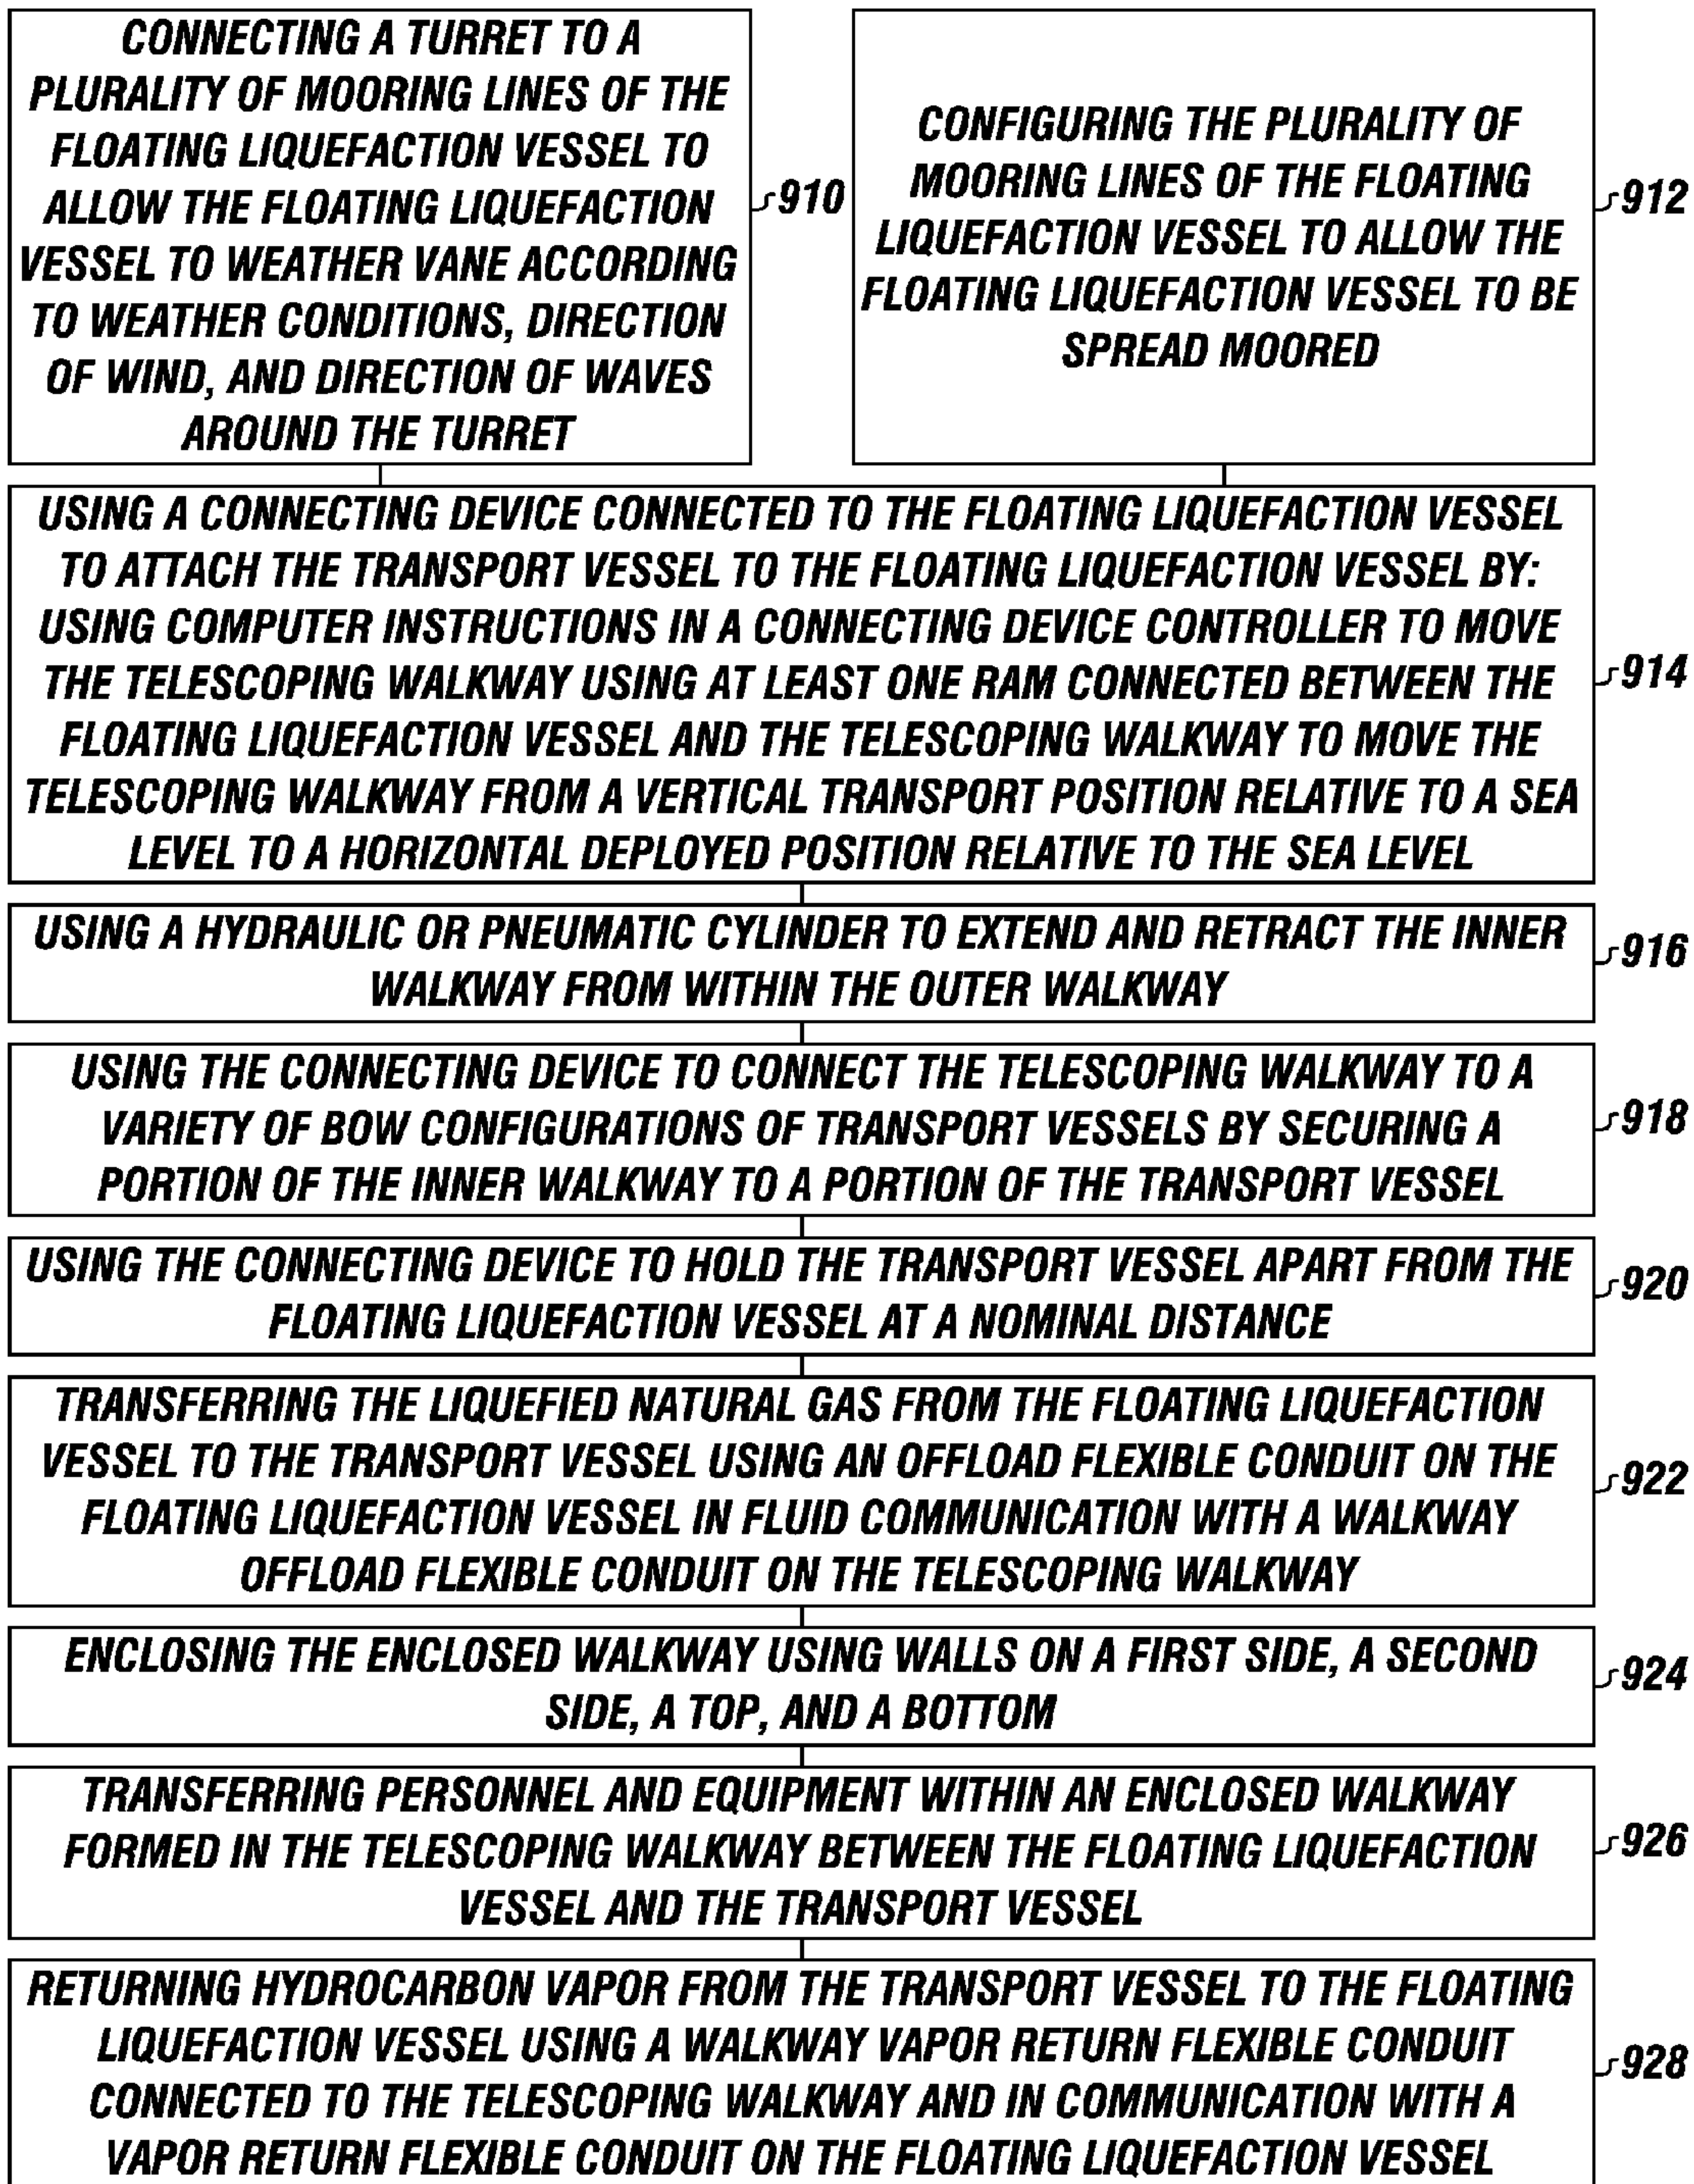 CONNECTING A TURRET TO A
PLURALITY OF MOORING LINES OF THE
FLOATING LIQUEFACTION VESSEL TO
ALLOW THE FLOATING LIQUEFACTION
VESSEL TO WEATHER VANE ACCORDING
TO WEATHER CONDITIONS, DIRECTION
OF WIND, AND DIRECTION OF WAVES
AROUND THE TURRET
910
CONFIGURING THE PLURALITY OF
MOORING LINES OF THE FLOATING
LIQUEFACTION VESSEL TO ALLOW THE
FLOATING LIQUEFACTION VESSEL TO BE
SPREAD MOORED
912
USING A CONNECTING DEVICE CONNECTED TO THE FLOATING LIQUEFACTION VESSEL
TO ATTACH THE TRANSPORT VESSEL TO THE FLOATING LIQUEFACTION VESSEL BY:
USING COMPUTER INSTRUCTIONS IN A CONNECTING DEVICE CONTROLLER TO MOVE
THE TELESCOPING WALKWAY USING AT LEAST ONE RAM CONNECTED BETWEEN THE
FLOATING LIQUEFACTION VESSEL AND THE TELESCOPING WALKWAY TO MOVE THE
TELESCOPING WALKWAY FROM A VERTICAL TRANSPORT POSITION RELATIVE TO A SEA
LEVEL TO A HORIZONTAL DEPLOYED POSITION RELATIVE TO THE SEA LEVEL
914
USING A HYDRAULIC OR PNEUMATIC CYLINDER TO EXTEND AND RETRACT THE INNER
WALKWAY FROM WITHIN THE OUTER WALKWAY
916
USING THE CONNECTING DEVICE TO CONNECT THE TELESCOPING WALKWAY TO A
VARIETY OF BOW CONFIGURATIONS OF TRANSPORT VESSELS BY SECURING A
PORTION OF THE INNER WALKWAY TO A PORTION OF THE TRANSPORT VESSEL
918
USING THE CONNECTING DEVICE TO HOLD THE TRANSPORT VESSEL APART FROM THE
FLOATING LIQUEFACTION VESSEL AT A NOMINAL DISTANCE
920
TRANSFERRING THE LIQUEFIED NATURAL GAS FROM THE FLOATING LIQUEFACTION
VESSEL TO THE TRANSPORT VESSEL USING AN OFFLOAD FLEXIBLE CONDUIT ON THE
FLOATING LIQUEFACTION VESSEL IN FLUID COMMUNICATION WITH A WALKWAY
OFFLOAD FLEXIBLE CONDUIT ON THE TELESCOPING WALKWAY
922
ENCLOSING THE ENCLOSED WALKWAY USING WALLS ON A FIRST SIDE, A SECOND
SIDE, A TOP, AND A BOTTOM
924
TRANSFERRING PERSONNEL AND EQUIPMENT WITHIN AN ENCLOSED WALKWAY
FORMED IN THE TELESCOPING WALKWAY BETWEEN THE FLOATING LIQUEFACTION
VESSEL AND THE TRANSPORT VESSEL
926
RETURNING HYDROCARBON VAPOR FROM THE TRANSPORT VESSEL TO THE FLOATING
LIQUEFACTION VESSEL USING A WALKWAY VAPOR RETURN FLEXIBLE CONDUIT
CONNECTED TO THE TELESCOPING WALKWAY AND IN COMMUNICATION WITH A
VAPOR RETURN FLEXIBLE CONDUIT ON THE FLOATING LIQUEFACTION VESSEL
928